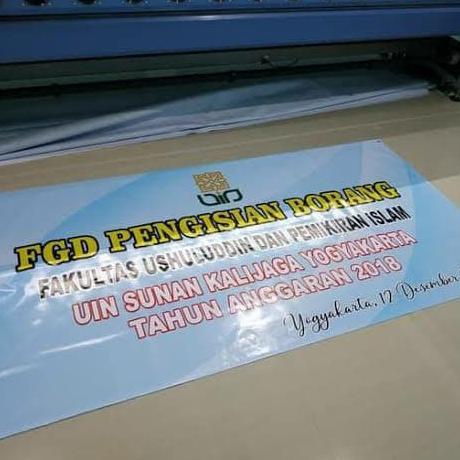 uin
FGD PENGISIAN BORANG
FAKULTAS USHULUDDIN DAN PEMIKIRAN ISLAM
UIN SUNAN KALIJAGA YOGYAKARTA
TAHUN ANGGARAN 2018
Yogyakarta, 12 Desember